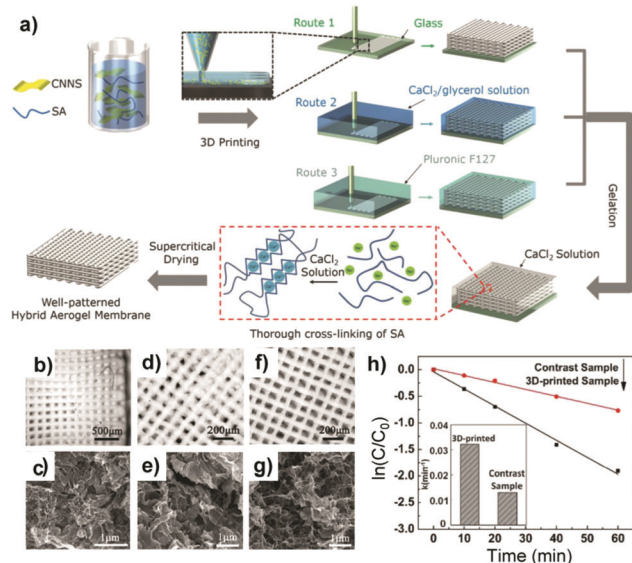 a)
CNNS
SA
3D Printing
Route 1
Glass
Route 2
CaCl₂/glycerol solution
Route 3
Pluronic F127
Gelation
CaCl₂ Solution
CaCl₂
Solution
Thorough cross-linking of SA
Supercritical
Drying
Well-patterned
Hybrid Aerogel Membrane
b)
500μm
d)
200μm
f)
200μm
c)
1μm
e)
1μm
g)
1μm
h)
Contrast Sample
3D-printed Sample
ln(C/C₀)
0.0
-0.5
-1.0
-1.5
-2.0
-2.5
-3.0
0 10 20 30 40 50 60
Time (min)
k(min⁻¹)
0.04
0.03
0.02
0.01
0.00
3D-printed
Contrast
Sample